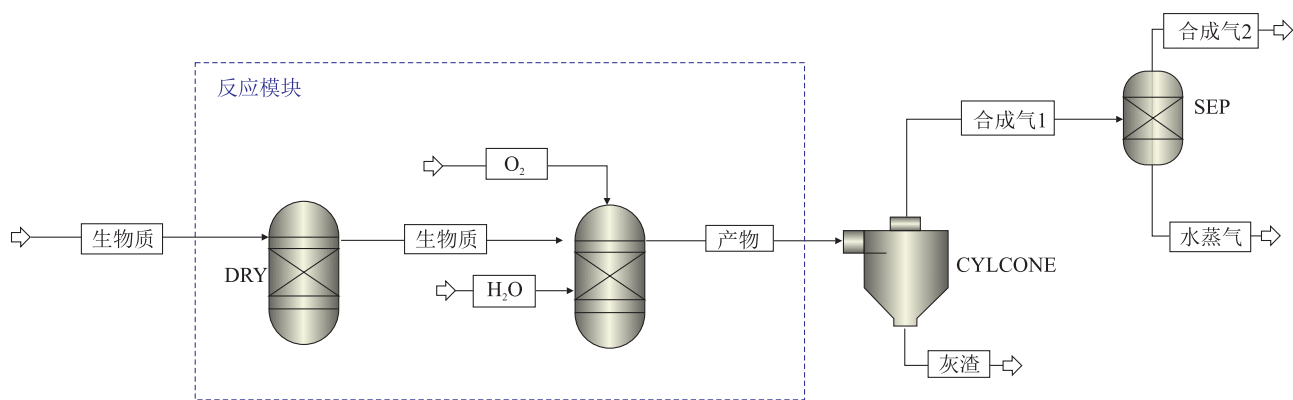 合成气2
反应模块
SEP
合成气1
O₂
生物质
生物质
产物
水蒸气
DRY
CYLCONE
H₂O
灰渣